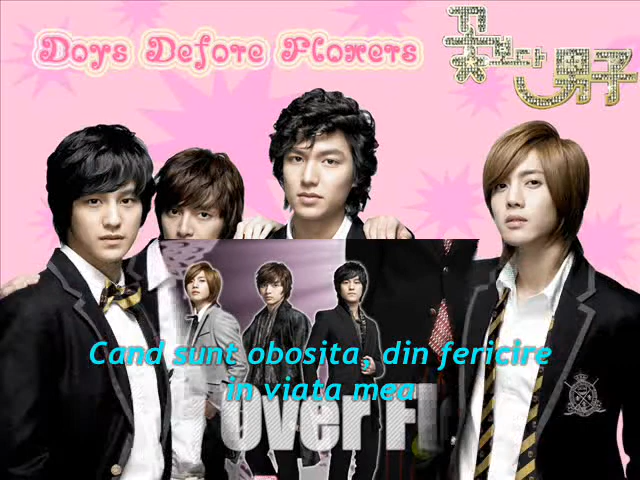 Boys Before Flowers
꽃보다 男子
Cand sunt obosita, din fericire
in viata mea
over Fl